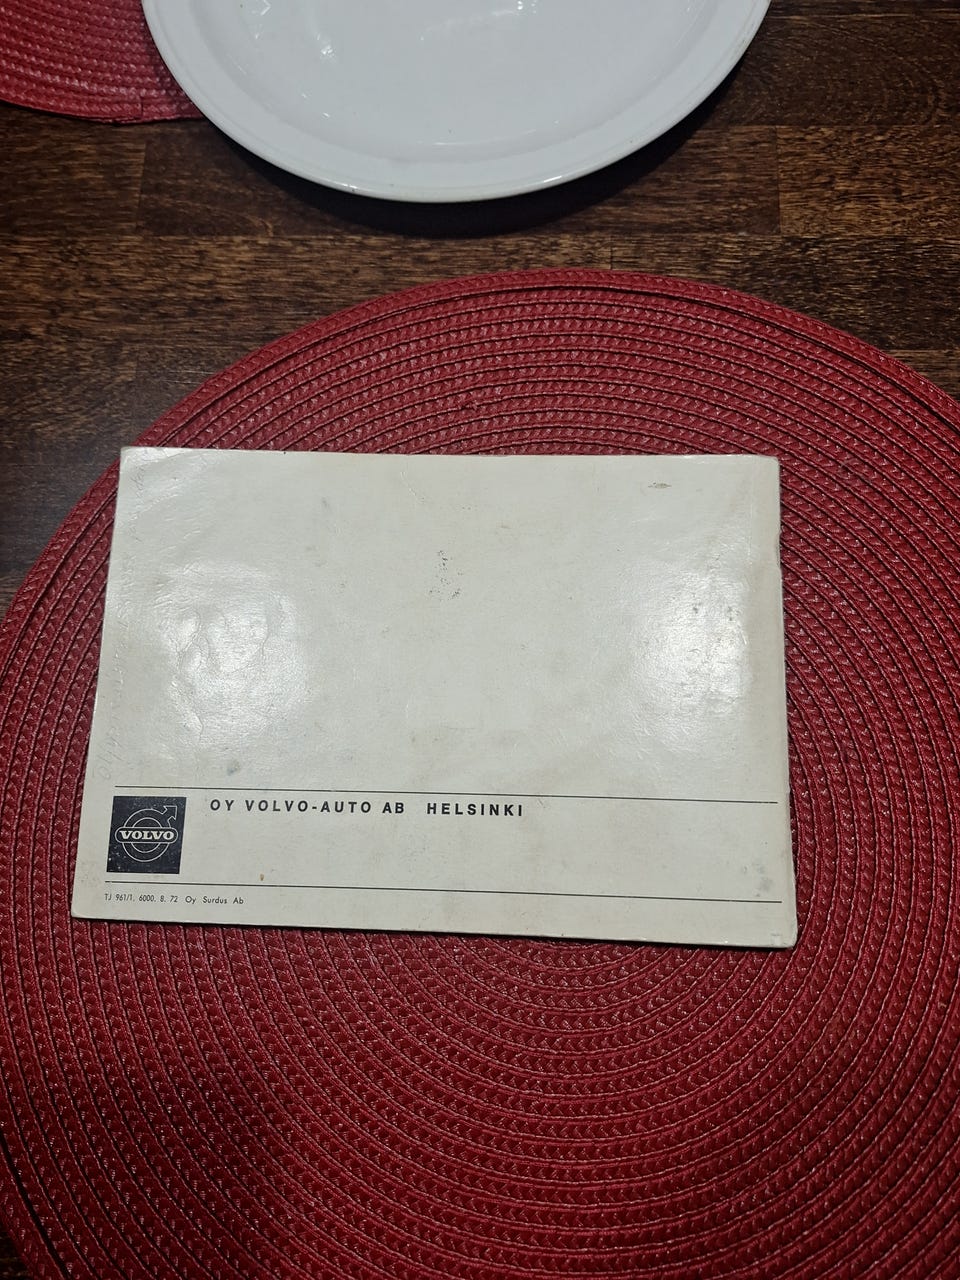 OY VOLVO-AUTO AB HELSINKI
VOLVO
TJ 961/1. 6000. 8. 72 Oy Surdus Ab